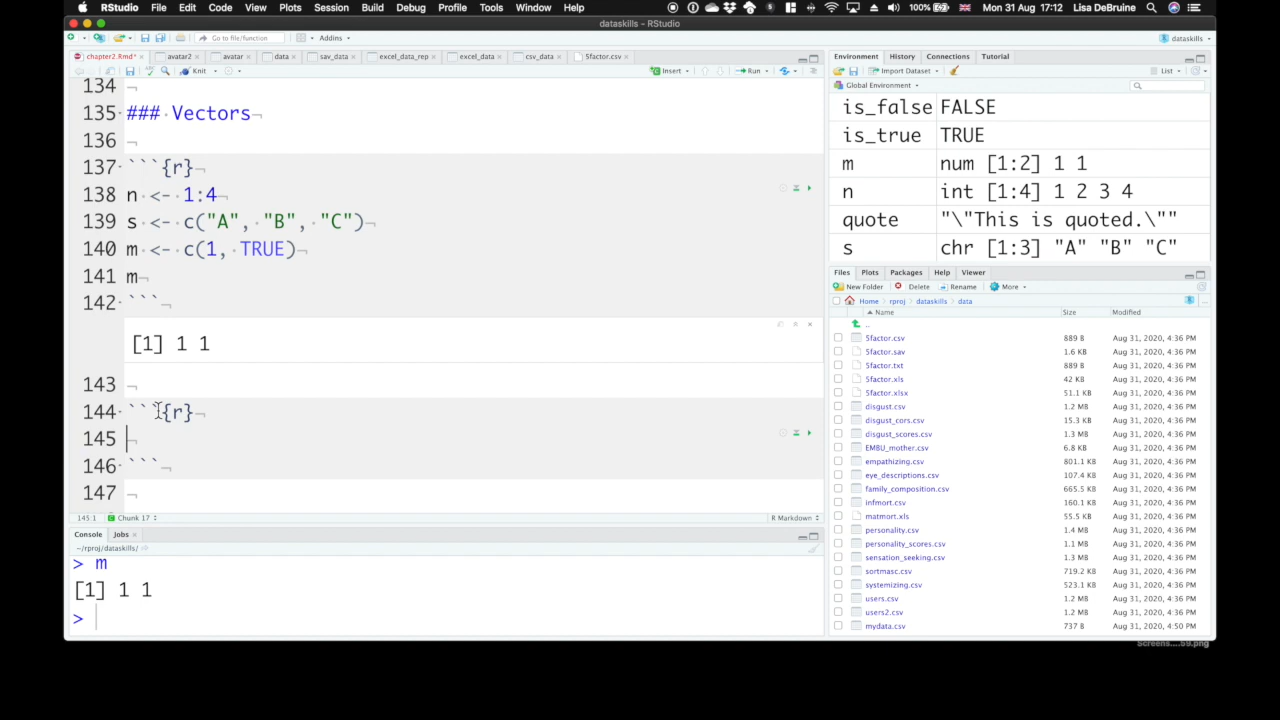 RStudio File Edit Code View Plots Session Build Debug Profile Tools Window Help 100% Mon 31 Aug 17:12 Lisa DeBruine
dataskills - RStudio
Go to file/function Addins dataskills
chapter2.Rmd* avatar2 avatar data sav_data excel_data_rep excel_data csv_data 5factor.csv
Knit Insert Run
134
135 ### Vectors
136
137 ```{r}
138 n <- 1:4
139 s <- c("A", "B", "C")
140 m <- c(1, TRUE)
141 m
142 ```
[1] 1 1
143
144 ```{r}
145
146 ```
147
145:1 Chunk 17 R Markdown
Console Jobs
~/rproj/dataskills/
> m
[1] 1 1
>
Environment History Connections Tutorial
Import Dataset List
Global Environment
is_false FALSE
is_true TRUE
m num [1:2] 1 1
n int [1:4] 1 2 3 4
quote "\"This is quoted.\""
s chr [1:3] "A" "B" "C"
Files Plots Packages Help Viewer
New Folder Delete Rename More
Home rproj dataskills data
Name Size Modified
..
5factor.csv 889 B Aug 31, 2020, 4:36 PM
5factor.sav 1.6 KB Aug 31, 2020, 4:36 PM
5factor.txt 889 B Aug 31, 2020, 4:36 PM
5factor.xls 42 KB Aug 31, 2020, 4:36 PM
5factor.xlsx 51.1 KB Aug 31, 2020, 4:36 PM
disgust.csv 1.2 MB Aug 31, 2020, 4:36 PM
disgust_cors.csv 15.3 KB Aug 31, 2020, 4:36 PM
disgust_scores.csv 1.3 MB Aug 31, 2020, 4:36 PM
EMBU_mother.csv 6.8 KB Aug 31, 2020, 4:36 PM
empathizing.csv 801.1 KB Aug 31, 2020, 4:36 PM
eye_descriptions.csv 107.4 KB Aug 31, 2020, 4:36 PM
family_composition.csv 665.5 KB Aug 31, 2020, 4:36 PM
infmort.csv 160.1 KB Aug 31, 2020, 4:36 PM
matmort.xls 55.5 KB Aug 31, 2020, 4:36 PM
personality.csv 1.4 MB Aug 31, 2020, 4:36 PM
personality_scores.csv 1.1 MB Aug 31, 2020, 4:36 PM
sensation_seeking.csv 1.3 MB Aug 31, 2020, 4:36 PM
sortmasc.csv 719.2 KB Aug 31, 2020, 4:36 PM
systemizing.csv 523.1 KB Aug 31, 2020, 4:36 PM
users.csv 1.2 MB Aug 31, 2020, 4:36 PM
users2.csv 1.2 MB Aug 31, 2020, 4:36 PM
mydata.csv 737 B Aug 31, 2020, 4:50 PM
Screens....59.png